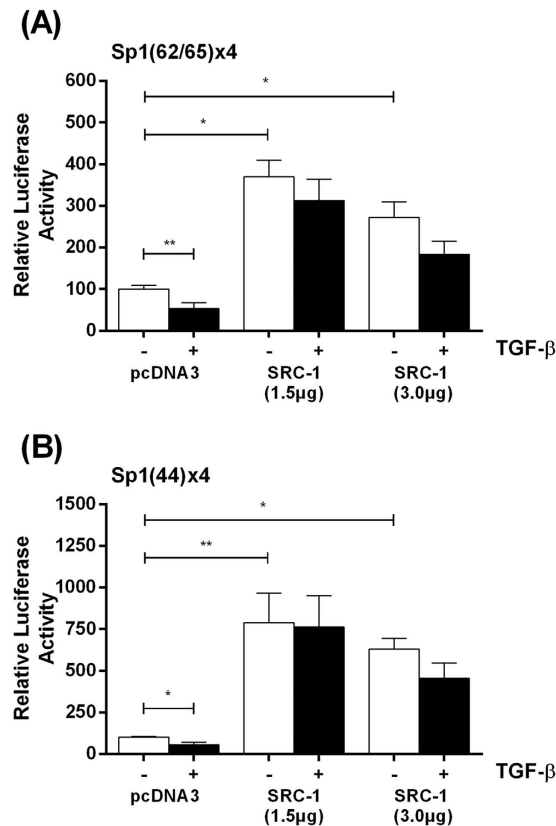 (A)
Sp1(62/65)x4
600
500
400
300
200
100
0
Relative Luciferase
Activity
*
*
**
- + - + - + TGF-β
pcDNA3 SRC-1 SRC-1
(1.5µg) (3.0µg)
(B)
Sp1(44)x4
1500
1250
1000
750
500
250
0
Relative Luciferase
Activity
*
**
*
- + - + - + TGF-β
pcDNA3 SRC-1 SRC-1
(1.5µg) (3.0µg)